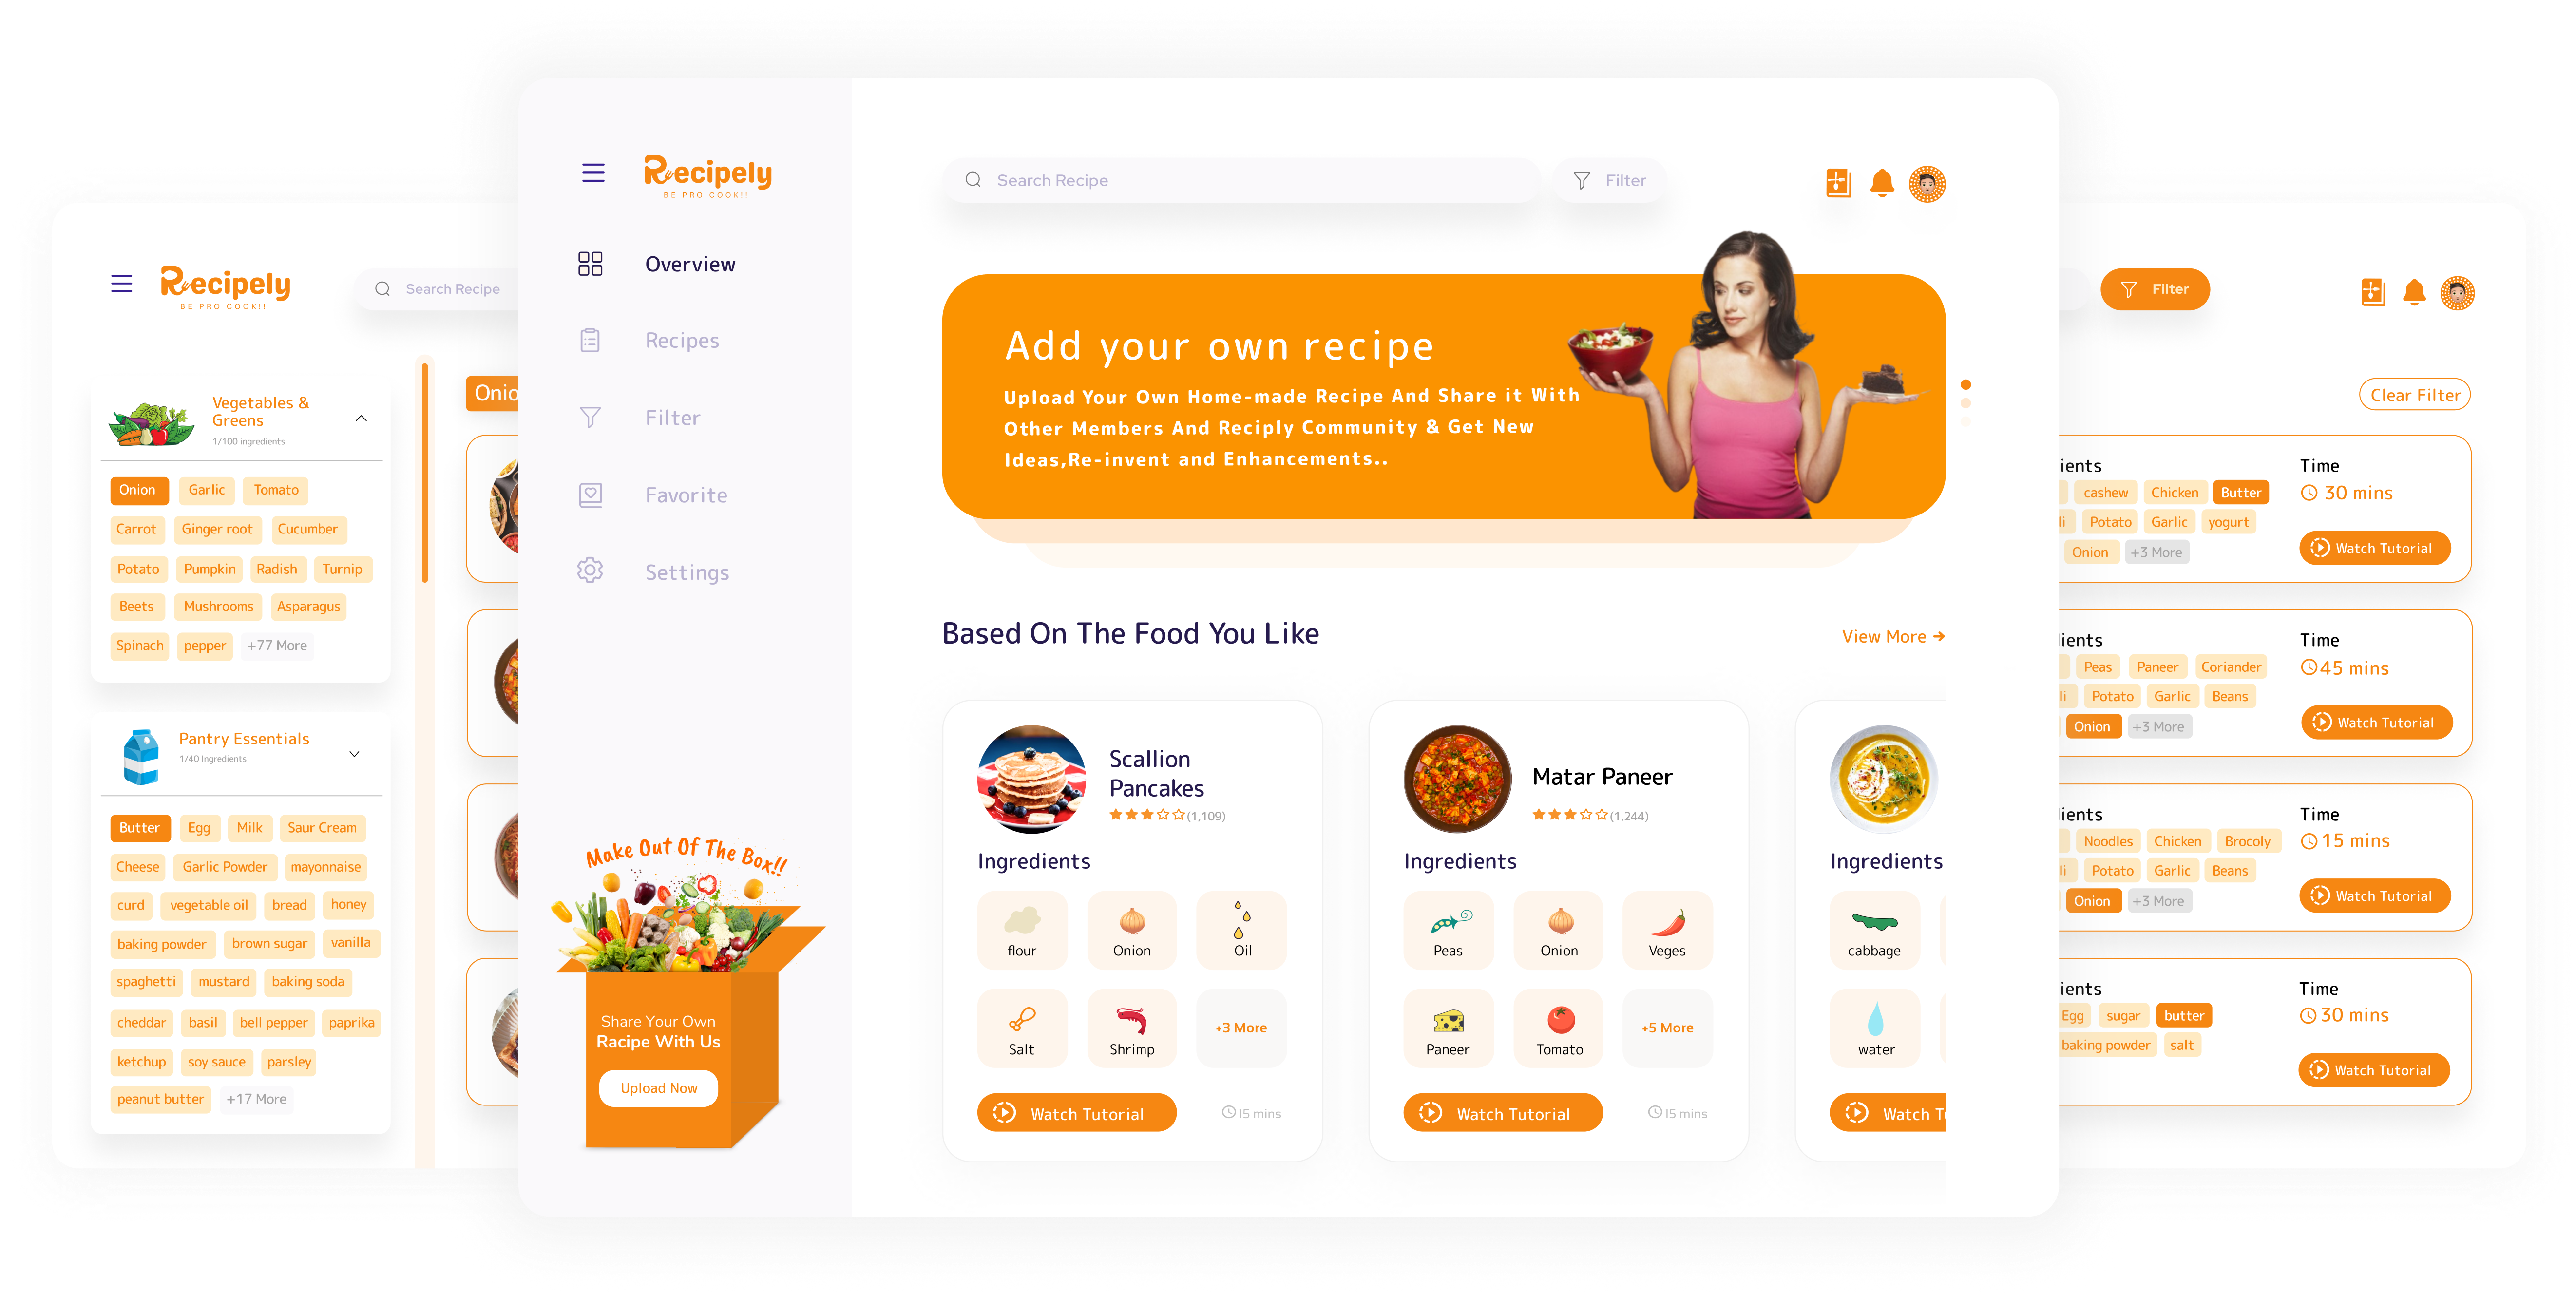 Recipely
BE PRO COOK!!
Search Recipe
Vegetables &
Greens
1/100 ingredients
Onion Garlic Tomato
Carrot Ginger root Cucumber
Potato Pumpkin Radish Turnip
Beets Mushrooms Asparagus
Spinach pepper +77 More
Pantry Essentials
1/40 Ingredients
Butter Egg Milk Saur Cream
Cheese Garlic Powder mayonnaise
curd vegetable oil bread honey
baking powder brown sugar vanilla
spaghetti mustard baking soda
cheddar basil bell pepper paprika
ketchup soy sauce parsley
peanut butter +17 More
Recipely
BE PRO COOK!!
Overview
Recipes
Filter
Favorite
Settings
Make Out Of The Box!!
Share Your Own
Racipe With Us
Upload Now
Search Recipe
Filter
Add your own recipe
Upload Your Own Home-made Recipe And Share it With
Other Members And Reciply Community & Get New
Ideas,Re-invent and Enhancements..
Based On The Food You Like
View More →
Scallion
Pancakes
(1,109)
Ingredients
flour Onion Oil
Salt Shrimp +3 More
Watch Tutorial 15 mins
Matar Paneer
(1,244)
Ingredients
Peas Onion Veges
Paneer Tomato +5 More
Watch Tutorial 15 mins
Ingredients
cabbage
water
Watch
Filter
Clear Filter
Time
cashew Chicken Butter
30 mins
Potato Garlic yogurt
Onion +3 More
Watch Tutorial
Time
Peas Paneer Coriander
45 mins
Potato Garlic Beans
Onion +3 More
Watch Tutorial
Time
Noodles Chicken Brocoly
15 mins
Potato Garlic Beans
Onion +3 More
Watch Tutorial
Time
Egg sugar butter
30 mins
baking powder salt
Watch Tutorial